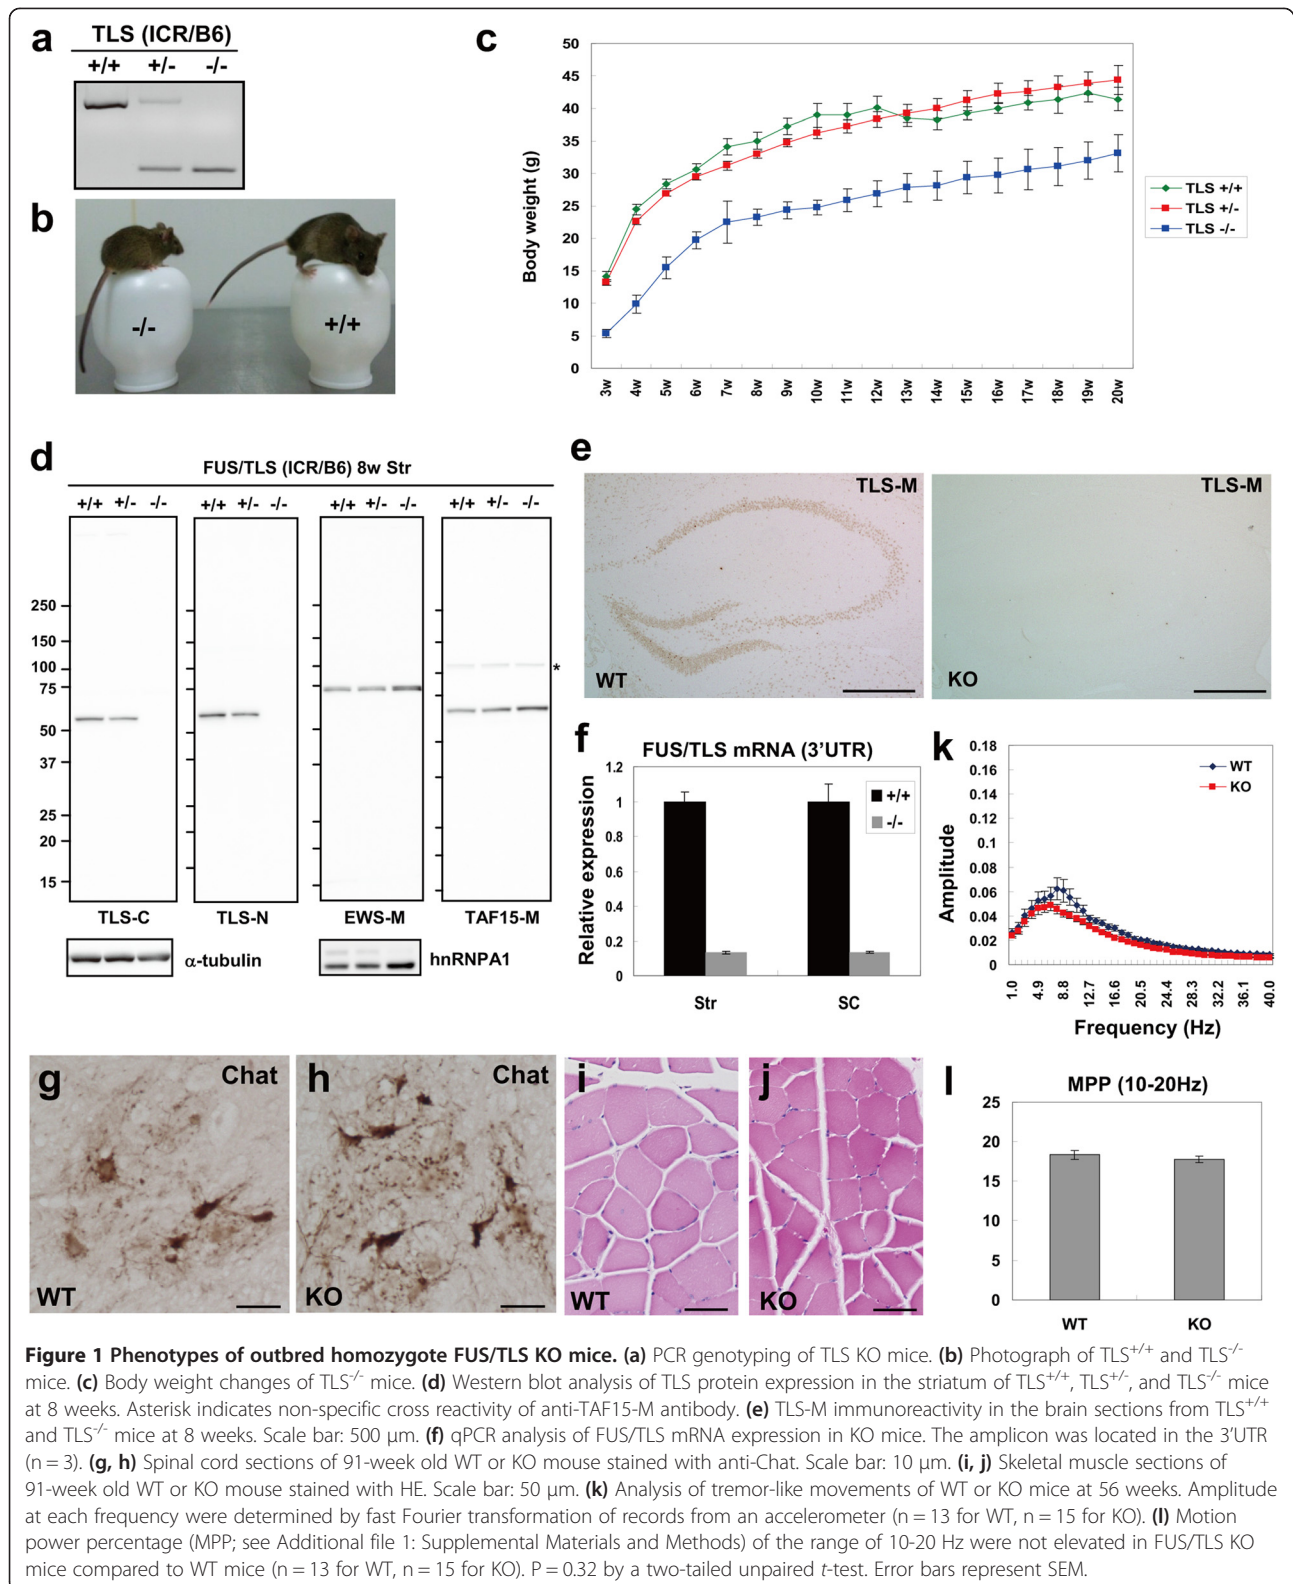 a
TLS (ICR/B6)
+/+ +/- -/-
b
-/- +/+
c
50
45
40
35
30
25
20
15
10
5
0
Body weight (g)
3w 4w 5w 6w 7w 8w 9w 10w 11w 12w 13w 14w 15w 16w 17w 18w 19w 20w
TLS +/+
TLS +/-
TLS -/-
d
FUS/TLS (ICR/B6) 8w Str
+/+ +/- -/- +/+ +/- -/- +/+ +/- -/- +/+ +/- -/-
250
150
100
75
50
37
25
20
15
*
TLS-C TLS-N EWS-M TAF15-M
α-tubulin hnRNPA1
e
TLS-M TLS-M
WT KO
f
FUS/TLS mRNA (3'UTR)
1.2
1
0.8
0.6
0.4
0.2
0
Relative expression
+/+
-/-
Str SC
k
0.18
0.16
0.14
0.12
0.1
0.08
0.06
0.04
0.02
0
Amplitude
WT
KO
1.0 4.9 8.8 12.7 16.6 20.5 24.4 28.3 32.2 36.1 40.0
Frequency (Hz)
g Chat
WT
h Chat
KO
i
WT
j
KO
l
MPP (10-20Hz)
25
20
15
10
5
0
WT KO
Figure 1 Phenotypes of outbred homozygote FUS/TLS KO mice. (a) PCR genotyping of TLS KO mice. (b) Photograph of TLS+/+ and TLS-/-
mice. (c) Body weight changes of TLS-/- mice. (d) Western blot analysis of TLS protein expression in the striatum of TLS+/+, TLS+/-, and TLS-/- mice
at 8 weeks. Asterisk indicates non-specific cross reactivity of anti-TAF15-M antibody. (e) TLS-M immunoreactivity in the brain sections from TLS+/+
and TLS-/- mice at 8 weeks. Scale bar: 500 μm. (f) qPCR analysis of FUS/TLS mRNA expression in KO mice. The amplicon was located in the 3'UTR
(n = 3). (g, h) Spinal cord sections of 91-week old WT or KO mouse stained with anti-Chat. Scale bar: 10 μm. (i, j) Skeletal muscle sections of
91-week old WT or KO mouse stained with HE. Scale bar: 50 μm. (k) Analysis of tremor-like movements of WT or KO mice at 56 weeks. Amplitude
at each frequency were determined by fast Fourier transformation of records from an accelerometer (n = 13 for WT, n = 15 for KO). (l) Motion
power percentage (MPP; see Additional file 1: Supplemental Materials and Methods) of the range of 10-20 Hz were not elevated in FUS/TLS KO
mice compared to WT mice (n = 13 for WT, n = 15 for KO). P = 0.32 by a two-tailed unpaired t-test. Error bars represent SEM.